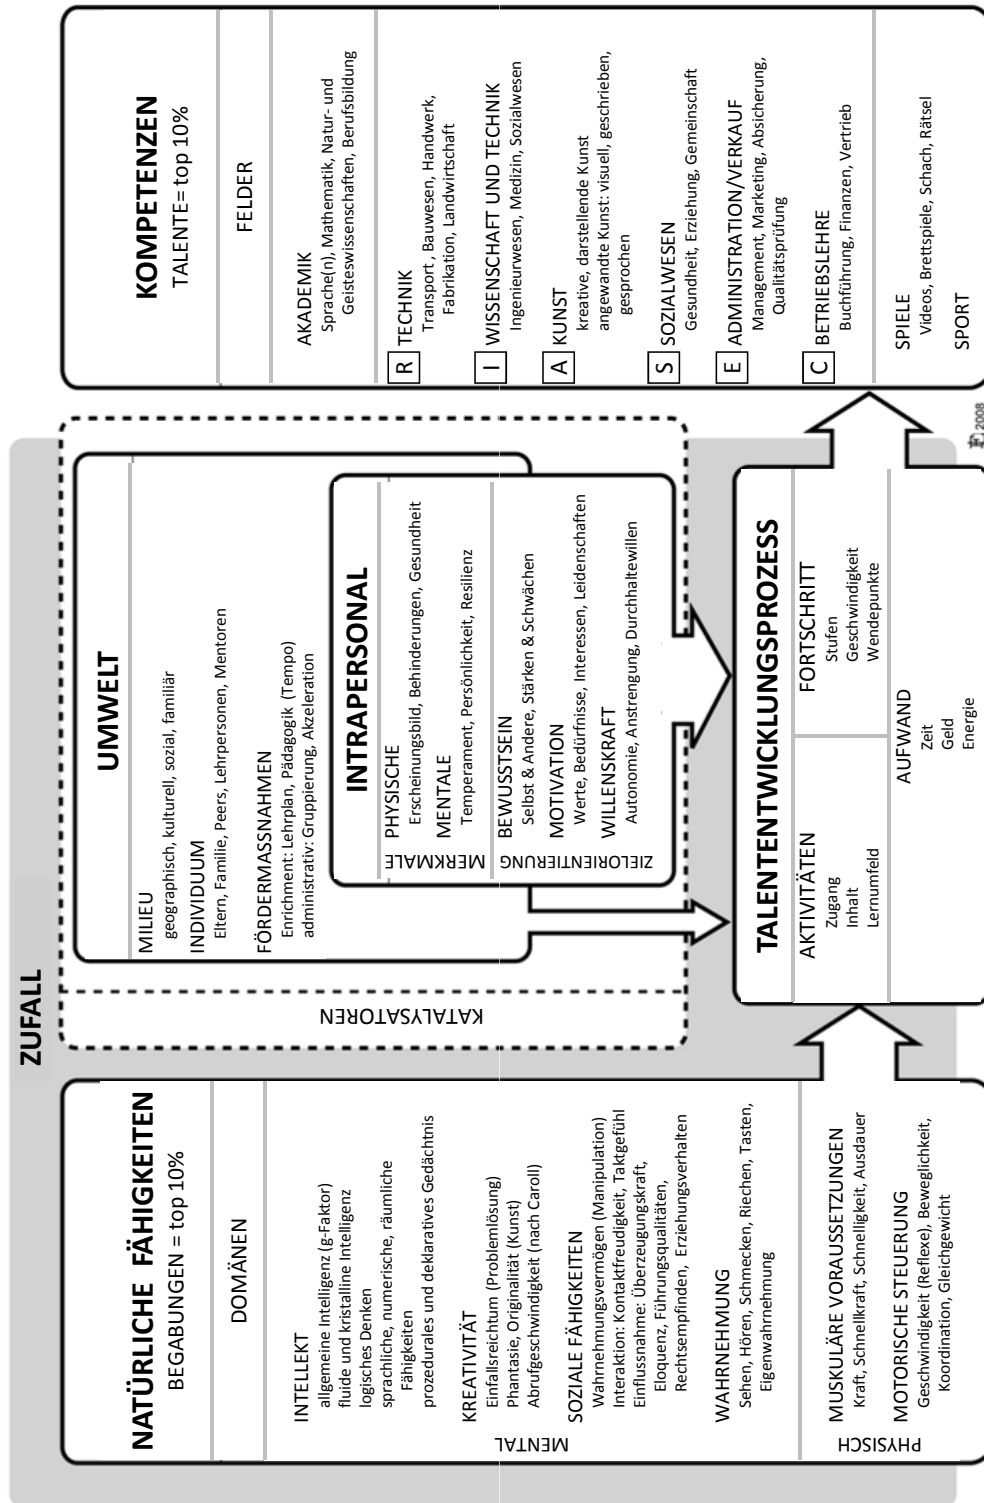 ZUFALL
NATÜRLICHE FÄHIGKEITEN
BEGABUNGEN = top 10%
DOMÄNEN
MENTAL
INTELLEKT
allgemeine Intelligenz (g-Faktor)
fluide und kristalline Intelligenz
logisches Denken
sprachliche, numerische, räumliche
Fähigkeiten
prozedurales und deklaratives Gedächtnis
KREATIVITÄT
Einfallsreichtum (Problemlösung)
Phantasie, Originalität (Kunst)
Abrufgeschwindigkeit (nach Caroll)
SOZIALE FÄHIGKEITEN
Wahrnehmungsvermögen (Manipulation)
Interaktion: Kontaktfreudigkeit, Taktgefühl
Einflussnahme: Überzeugungskraft,
Eloquenz, Führungsqualitäten,
Rechtsempfinden, Erziehungsverhalten
WAHRNEHMUNG
Sehen, Hören, Schmecken, Riechen, Tasten,
Eigenwahrnehmung
PHYSISCH
MUSKULÄRE VORAUSSETZUNGEN
Kraft, Schnellkraft, Schnelligkeit, Ausdauer
MOTORISCHE STEUERUNG
Geschwindigkeit (Reflexe), Beweglichkeit,
Koordination, Gleichgewicht
KATALYSATOREN
UMWELT
MILIEU
geographisch, kulturell, sozial, familiär
INDIVIDUUM
Eltern, Familie, Peers, Lehrpersonen, Mentoren
FÖRDERMASSNAHMEN
Enrichment: Lehrplan, Pädagogik (Tempo)
administrativ: Gruppierung, Akzeleration
INTRAPERSONAL
MERKMALE
PHYSISCHE
Erscheinungsbild, Behinderungen, Gesundheit
MENTALE
Temperament, Persönlichkeit, Resilienz
ZIELORIENTIERUNG
BEWUSSTSEIN
Selbst & Andere, Stärken & Schwächen
MOTIVATION
Werte, Bedürfnisse, Interessen, Leidenschaften
WILLENSKRAFT
Autonomie, Anstrengung, Durchhaltewillen
TALENTENTWICKLUNGSPROZESS
AKTIVITÄTEN
Zugang
Inhalt
Lernumfeld
FORTSCHRITT
Stufen
Geschwindigkeit
Wendepunkte
AUFWAND
Zeit
Geld
Energie
KOMPETENZEN
TALENTE= top 10%
FELDER
AKADEMIK
Sprache(n), Mathematik, Natur- und
Geisteswissenschaften, Berufsbildung
R TECHNIK
Transport, Bauwesen, Handwerk,
Fabrikation, Landwirtschaft
I WISSENSCHAFT UND TECHNIK
Ingenieurwesen, Medizin, Sozialwesen
A KUNST
kreative, darstellende Kunst
angewandte Kunst: visuell, geschrieben,
gesprochen
S SOZIALWESEN
Gesundheit, Erziehung, Gemeinschaft
E ADMINISTRATION/VERKAUF
Management, Marketing, Absicherung,
Qualitätsprüfung
C BETRIEBSLEHRE
Buchführung, Finanzen, Vertrieb
SPIELE
Videos, Brettspiele, Schach, Rätsel
SPORT
2008